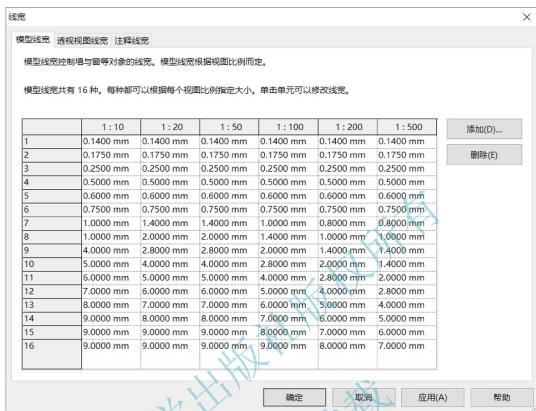 线宽
模型线宽 透视视图线宽 注释线宽
模型线宽控制墙与窗等对象的线宽。模型线宽根据视图比例而定。
模型线宽共有 16 种。每种都可以根据每个视图比例指定大小。单击单元可以修改线宽。
1 : 10 1 : 20 1 : 50 1 : 100 1 : 200 1 : 500
添加(D)...
1 0.1400 mm 0.1400 mm 0.1400 mm 0.1400 mm 0.1400 mm 0.1400 mm
2 0.1750 mm 0.1750 mm 0.1750 mm 0.1750 mm 0.1750 mm 0.1750 mm
删除(E)
3 0.2500 mm 0.2500 mm 0.2500 mm 0.2500 mm 0.2500 mm 0.2500 mm
4 0.5000 mm 0.5000 mm 0.5000 mm 0.5000 mm 0.5000 mm 0.5000 mm
5 0.6000 mm 0.6000 mm 0.6000 mm 0.6000 mm 0.6000 mm 0.6000 mm
6 0.7500 mm 0.7500 mm 0.7500 mm 0.7500 mm 0.7500 mm 0.7500 mm
7 1.0000 mm 1.4000 mm 1.4000 mm 1.0000 mm 0.8000 mm 0.8000 mm
8 1.0000 mm 2.0000 mm 2.0000 mm 1.4000 mm 1.0000 mm 1.0000 mm
9 4.0000 mm 2.8000 mm 2.8000 mm 2.0000 mm 1.4000 mm 1.4000 mm
10 5.0000 mm 4.0000 mm 4.0000 mm 2.8000 mm 2.0000 mm 1.4000 mm
11 6.0000 mm 5.0000 mm 5.0000 mm 4.0000 mm 2.8000 mm 2.0000 mm
12 7.0000 mm 6.0000 mm 6.0000 mm 5.0000 mm 4.0000 mm 2.8000 mm
13 8.0000 mm 7.0000 mm 7.0000 mm 6.0000 mm 5.0000 mm 4.0000 mm
14 9.0000 mm 8.0000 mm 8.0000 mm 7.0000 mm 6.0000 mm 5.0000 mm
15 9.0000 mm 9.0000 mm 9.0000 mm 8.0000 mm 7.0000 mm 6.0000 mm
16 9.0000 mm 9.0000 mm 9.0000 mm 9.0000 mm 8.0000 mm 7.0000 mm
确定 取消 应用(A) 帮助
出版社版权所有